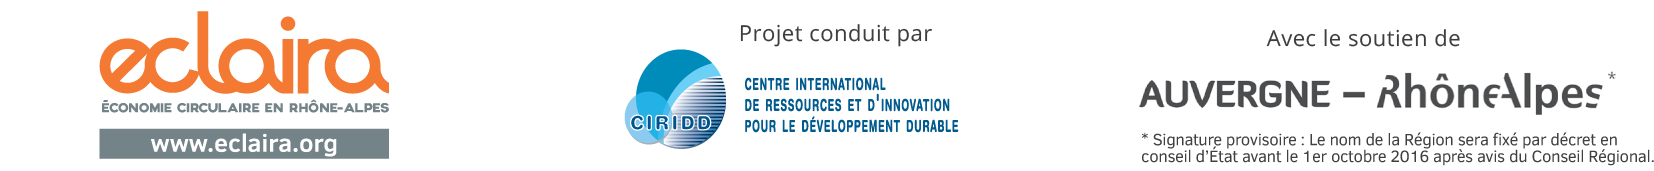 eclaira
ÉCONOMIE CIRCULAIRE EN RHÔNE-ALPES
www.eclaira.org
Projet conduit par
CIRIDD
CENTRE INTERNATIONAL
DE RESSOURCES ET D'INNOVATION
POUR LE DÉVELOPPEMENT DURABLE
Avec le soutien de
AUVERGNE – RhôneAlpes*
* Signature provisoire : Le nom de la Région sera fixé par décret en
conseil d'État avant le 1er octobre 2016 après avis du Conseil Régional.